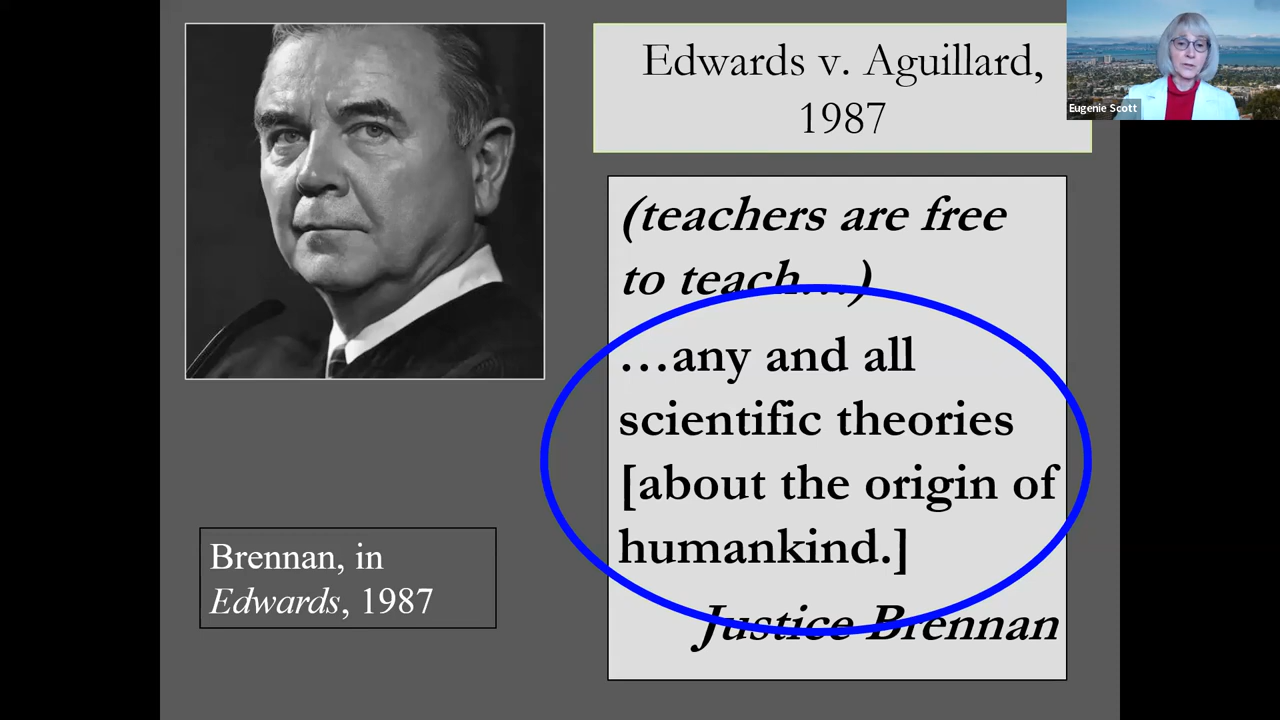 Edwards v. Aguillard,
1987
Eugenie Scott
(teachers are free
to teach…)
…any and all
scientific theories
[about the origin of
humankind.]
Justice Brennan
Brennan, in
Edwards, 1987